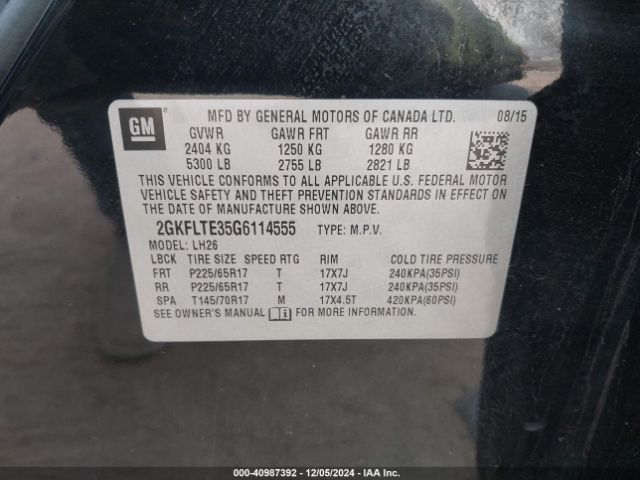 GM
MFD BY GENERAL MOTORS OF CANADA LTD. 08/15
GVWR GAWR FRT GAWR RR
2404 KG 1250 KG 1280 KG
5300 LB 2755 LB 2821 LB
THIS VEHICLE CONFORMS TO ALL APPLICABLE U.S. FEDERAL MOTOR
VEHICLE SAFETY AND THEFT PREVENTION STANDARDS IN EFFECT ON
THE DATE OF MANUFACTURE SHOWN ABOVE.
2GKFLTE35G6114555 TYPE: M.P.V.
MODEL: LH26
LBCK TIRE SIZE SPEED RTG RIM COLD TIRE PRESSURE
FRT P225/65R17 T 17X7J 240KPA(35PSI)
RR P225/65R17 T 17X7J 240KPA(35PSI)
SPA T145/70R17 M 17X4.5T 420KPA(60PSI)
SEE OWNER'S MANUAL i FOR MORE INFORMATION.
000-40987392 - 12/05/2024 - IAA Inc.